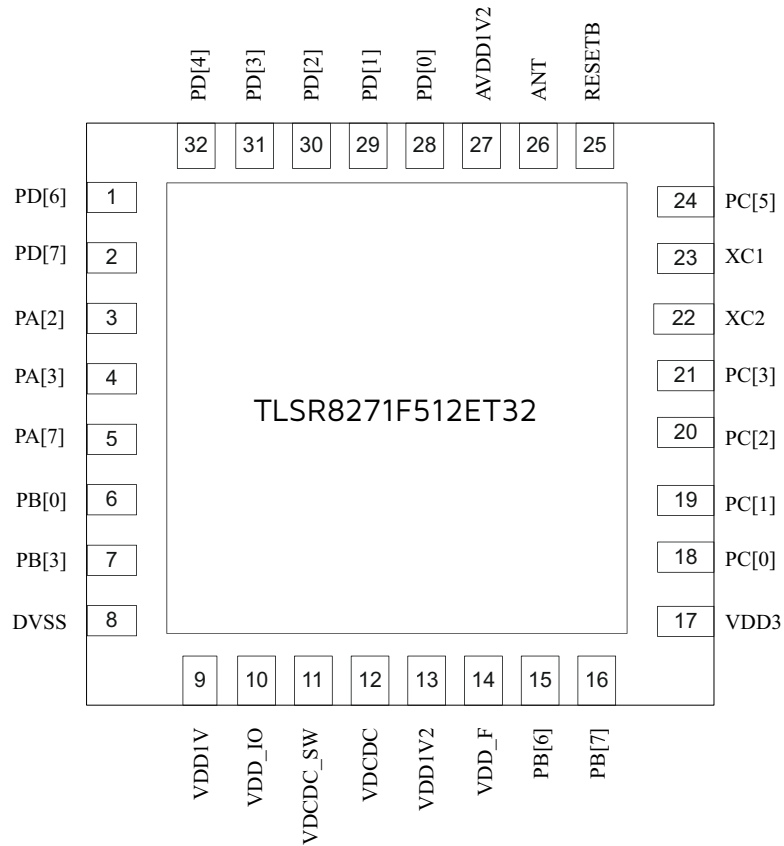 PD[4] PD[3] PD[2] PD[1] PD[0] AVDD1V2 ANT RESETB
32 31 30 29 28 27 26 25
PD[6] 1 24 PC[5]
PD[7] 2 23 XC1
PA[2] 3 22 XC2
PA[3] 4 21 PC[3]
TLSR8271F512ET32
PA[7] 5 20 PC[2]
PB[0] 6 19 PC[1]
PB[3] 7 18 PC[0]
DVSS 8 17 VDD3
9 10 11 12 13 14 15 16
VDD1V VDD_IO VDCDC_SW VDCDC VDD1V2 VDD_F PB[6] PB[7]